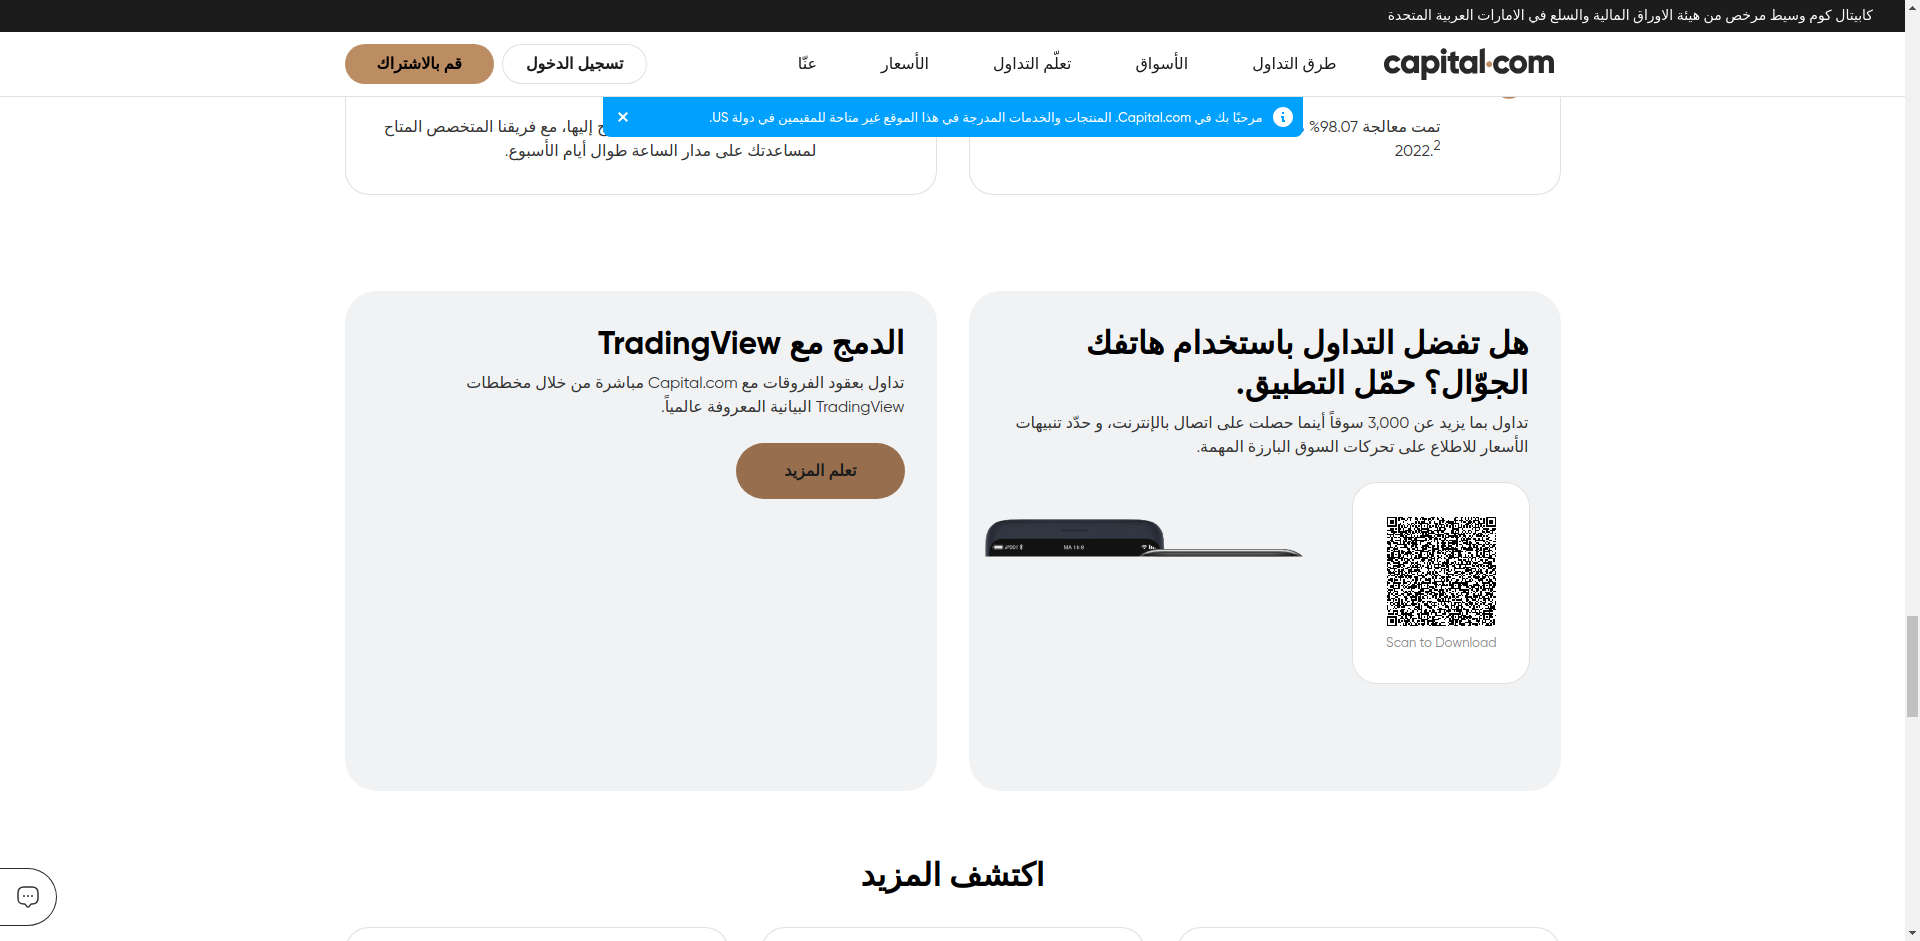 كابيتال كوم وسيط مرخص من هيئة الاوراق المالية والسلع في الامارات العربية المتحدة
capital.com
طرق التداول
الأسواق
تعلّم التداول
الأسعار
عنّا
تسجيل الدخول
قم بالاشتراك
مرحبًا بك في Capital.com. المنتجات والخدمات المدرجة في هذا الموقع غير متاحة للمقيمين في دولة US.
تمت معالجة 98.07%
2022.2
إليها، مع فريقنا المتخصص المتاح
لمساعدتك على مدار الساعة طوال أيام الأسبوع.
هل تفضل التداول باستخدام هاتفك
الجوّال؟ حمّل التطبيق.
تداول بما يزيد عن 3,000 سوقاً أينما حصلت على اتصال بالإنترنت، و حدّد تنبيهات
الأسعار للاطلاع على تحركات السوق البارزة المهمة.
9:41 AM
100%
Scan to Download
الدمج مع TradingView
تداول بعقود الفروقات مع Capital.com مباشرة من خلال مخططات
TradingView البيانية المعروفة عالمياً.
تعلم المزيد
اكتشف المزيد